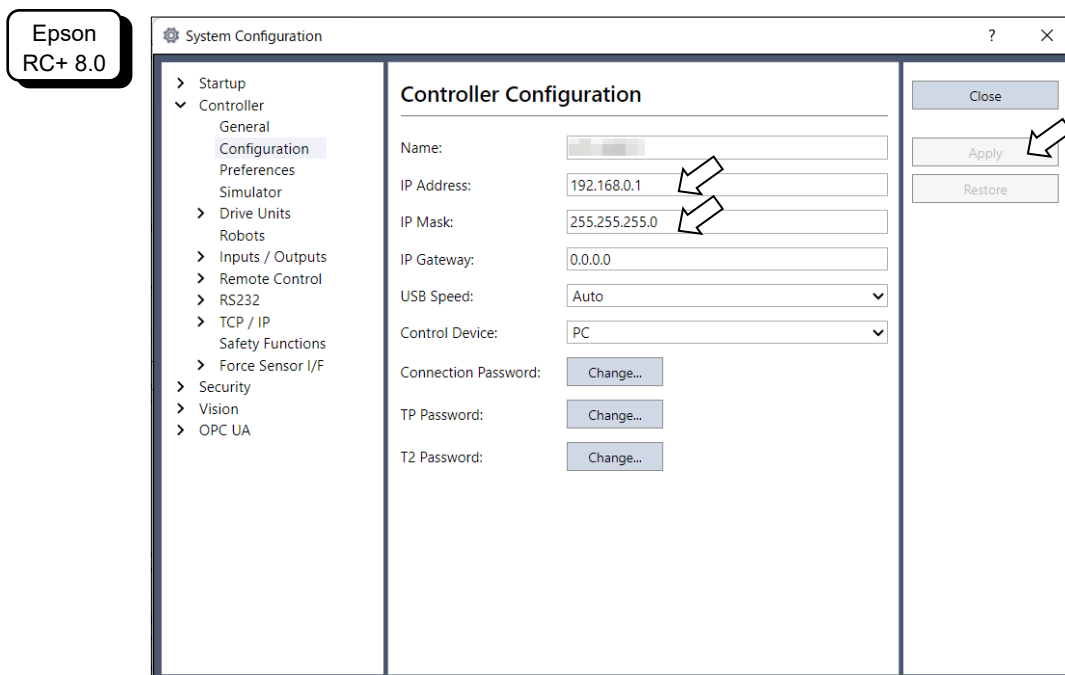 Epson
RC+ 8.0
System Configuration
?
Startup
Controller
General
Configuration
Preferences
Simulator
Drive Units
Robots
Inputs / Outputs
Remote Control
RS232
TCP / IP
Safety Functions
Force Sensor I/F
Security
Vision
OPC UA
Controller Configuration
Name:
IP Address: 192.168.0.1
IP Mask: 255.255.255.0
IP Gateway: 0.0.0.0
USB Speed: Auto
Control Device: PC
Connection Password: Change...
TP Password: Change...
T2 Password: Change...
Close
Apply
Restore